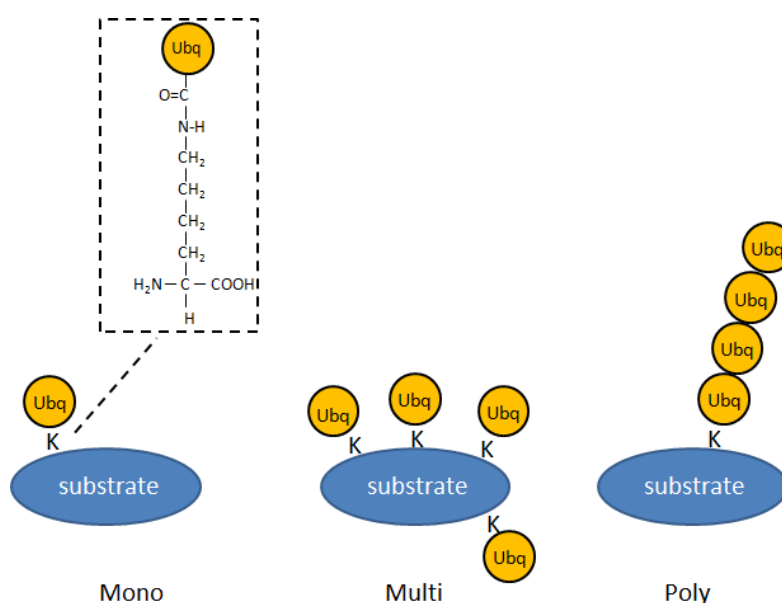 Ubq
O=C
N-H
CH₂
CH₂
CH₂
CH₂
H₂N—C—COOH
H
Ubq
K
substrate
Mono
Ubq
Ubq
Ubq
K
K
K
substrate
K
Ubq
Multi
Ubq
Ubq
Ubq
Ubq
K
substrate
Poly